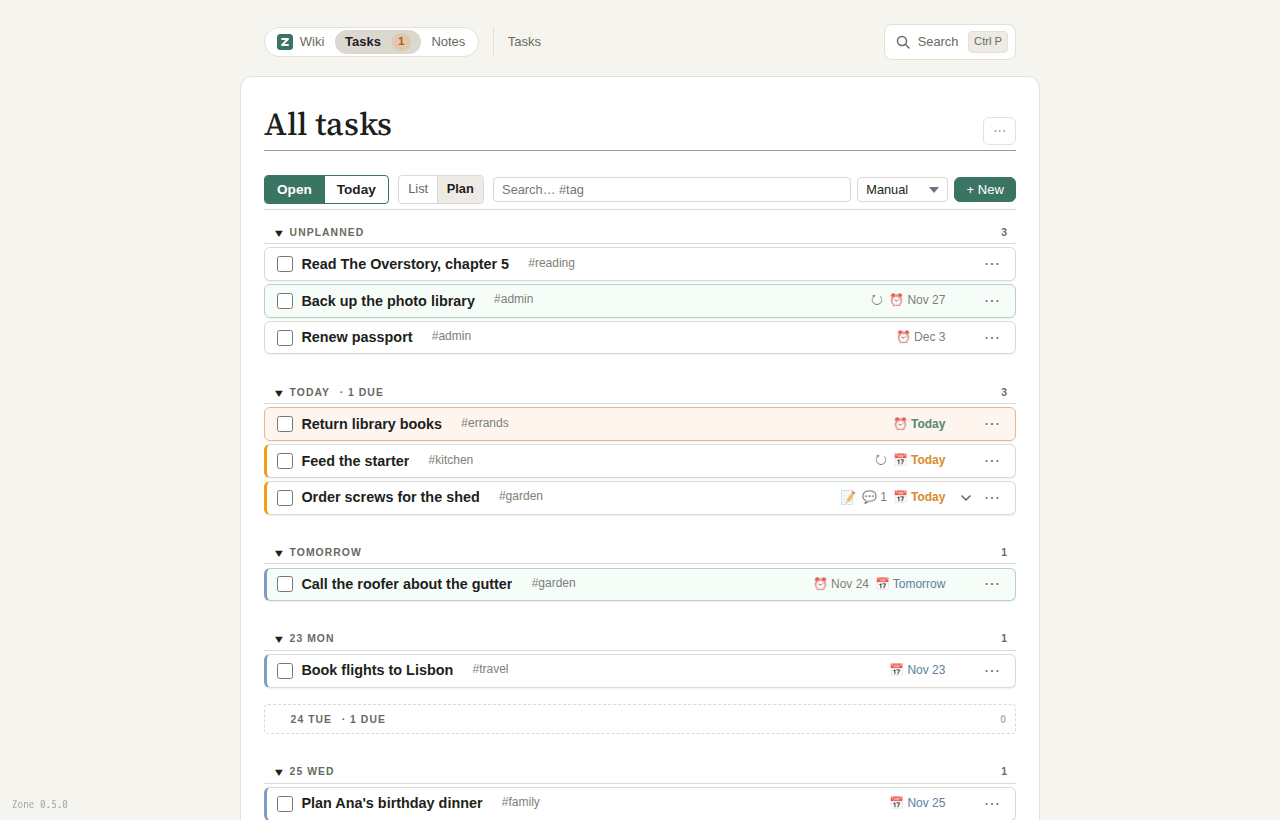 Wiki Tasks 1 Notes Tasks Search Ctrl P
All tasks
Open Today List Plan Search… #tag Manual + New
UNPLANNED 3
Read The Overstory, chapter 5 #reading
Back up the photo library #admin Nov 27
Renew passport #admin Dec 3
TODAY · 1 DUE 3
Return library books #errands Today
Feed the starter #kitchen Today
Order screws for the shed #garden 1 Today
TOMORROW 1
Call the roofer about the gutter #garden Nov 24 Tomorrow
23 MON 1
Book flights to Lisbon #travel Nov 23
24 TUE · 1 DUE 0
25 WED 1
Plan Ana's birthday dinner #family Nov 25
Zone 0.5.0